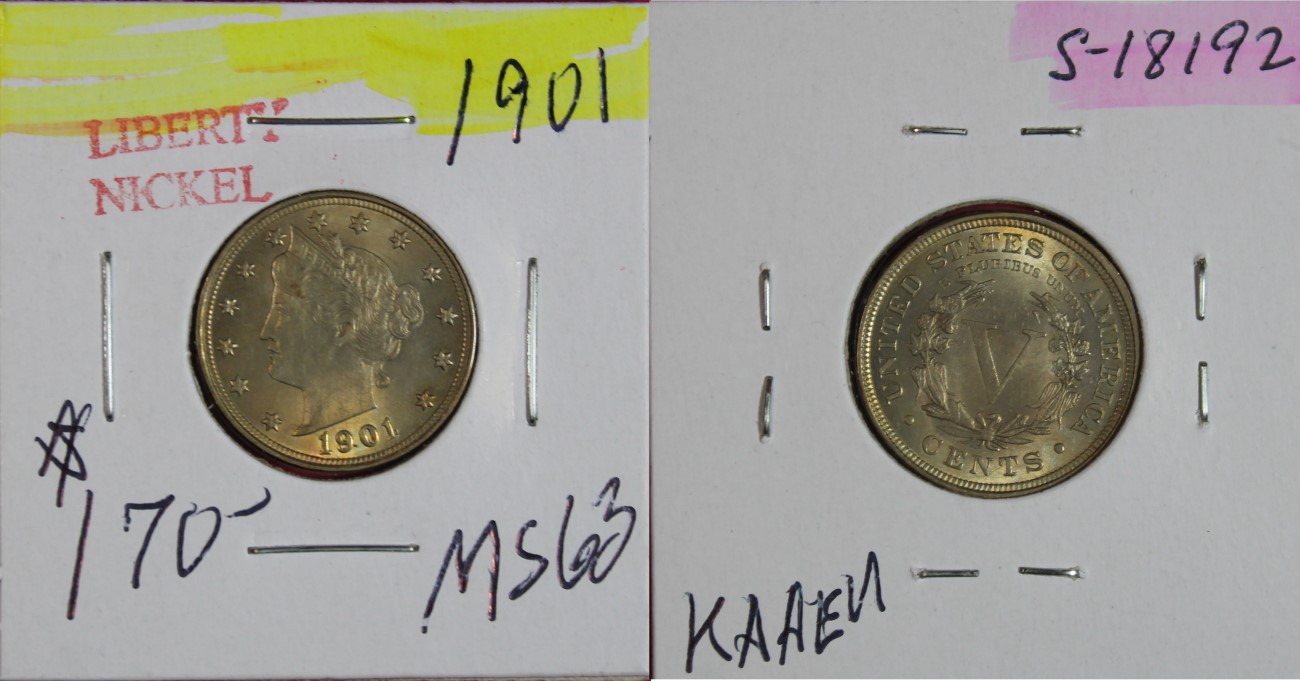 1901
LIBERTY
NICKEL
1901
$170-
MS63
S-18192
UNITED STATES OF AMERICA
E PLURIBUS UNUM
V
CENTS
KAAEU